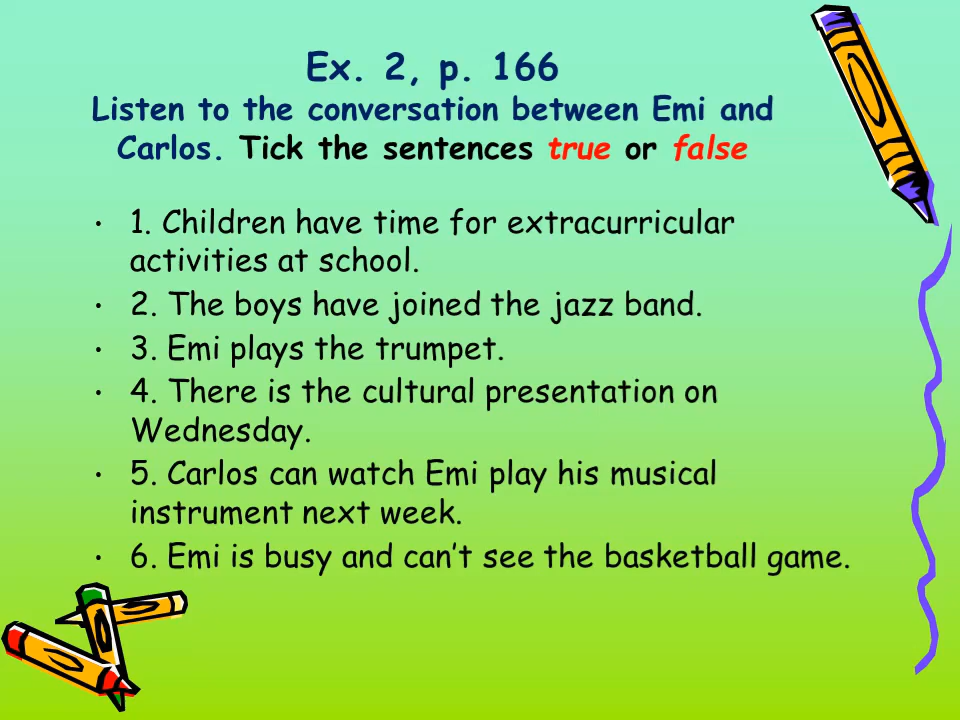 Ex. 2, p. 166
Listen to the conversation between Emi and
Carlos. Tick the sentences true or false
• 1. Children have time for extracurricular
activities at school.
• 2. The boys have joined the jazz band.
• 3. Emi plays the trumpet.
• 4. There is the cultural presentation on
Wednesday.
• 5. Carlos can watch Emi play his musical
instrument next week.
• 6. Emi is busy and can’t see the basketball game.